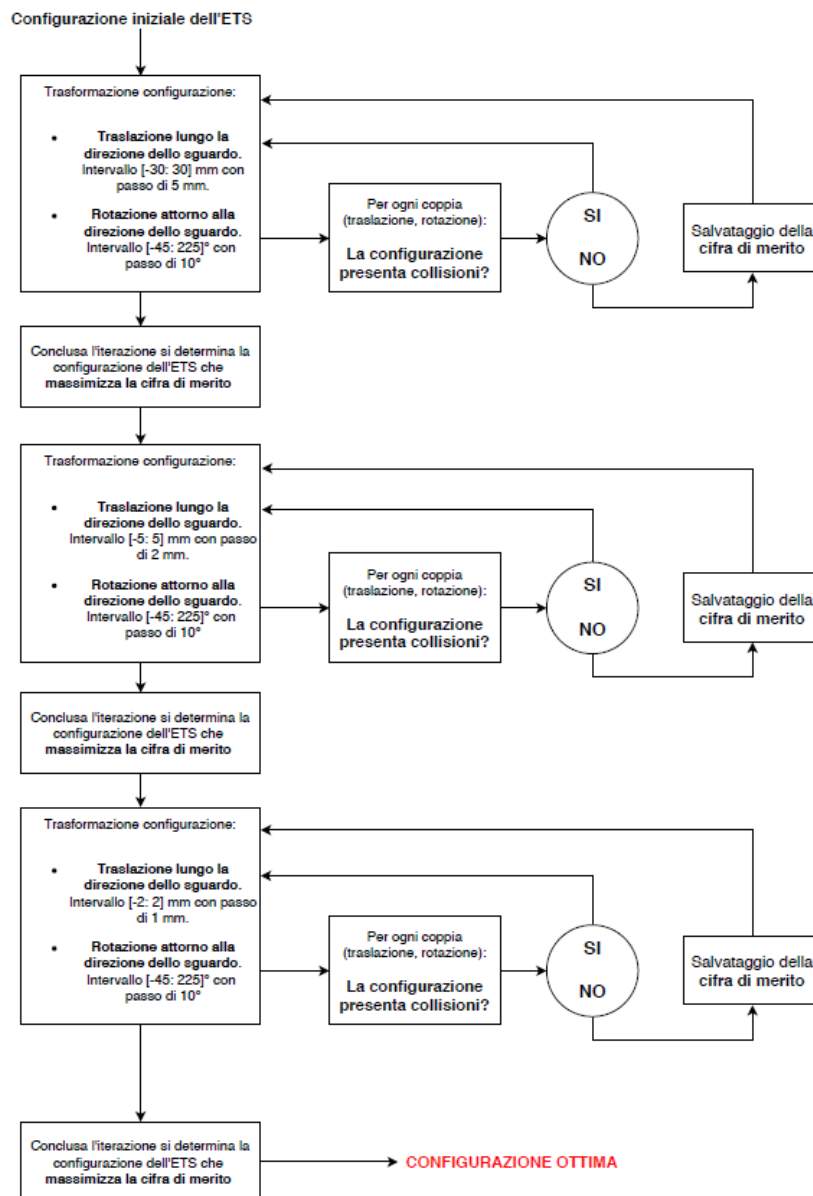 Configurazione iniziale dell'ETS
Trasformazione configurazione:
• Traslazione lungo la
direzione dello sguardo.
Intervallo [-30: 30] mm con
passo di 5 mm.
• Rotazione attorno alla
direzione dello sguardo.
Intervallo [-45: 225]° con
passo di 10°
Per ogni coppia
(traslazione, rotazione):
La configurazione
presenta collisioni?
SI
NO
Salvataggio della
cifra di merito
Conclusa l'iterazione si determina la
configurazione dell'ETS che
massimizza la cifra di merito
Trasformazione configurazione:
• Traslazione lungo la
direzione dello sguardo.
Intervallo [-5: 5] mm con passo
di 2 mm.
• Rotazione attorno alla
direzione dello sguardo.
Intervallo [-45: 225]° con
passo di 10°
Per ogni coppia
(traslazione, rotazione):
La configurazione
presenta collisioni?
SI
NO
Salvataggio della
cifra di merito
Conclusa l'iterazione si determina la
configurazione dell'ETS che
massimizza la cifra di merito
Trasformazione configurazione:
• Traslazione lungo la
direzione dello sguardo.
Intervallo [-2: 2] mm con passo
di 1 mm.
• Rotazione attorno alla
direzione dello sguardo.
Intervallo [-45: 225]° con
passo di 10°
Per ogni coppia
(traslazione, rotazione):
La configurazione
presenta collisioni?
SI
NO
Salvataggio della
cifra di merito
Conclusa l'iterazione si determina la
configurazione dell'ETS che
massimizza la cifra di merito
CONFIGURAZIONE OTTIMA